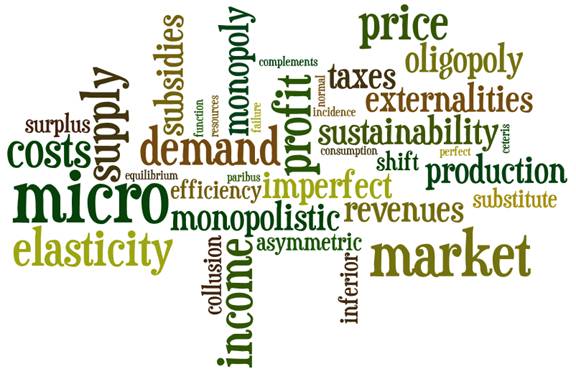 price
oligopoly
subsidies
monopoly
complements
taxes
normal
externalities
incidence
supply
function
resources
failure
profit
surplus
demand
sustainability
ceteris
costs
consumption
perfect
shift
production
equilibrium
paribus
micro
efficiency
imperfect
substitute
monopolistic
revenues
elasticity
collusion
income
asymmetric
inferior
market